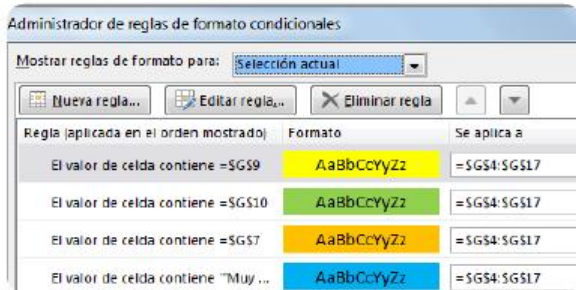 Administrador de reglas de formato condicionales
Mostrar reglas de formato para: Selección actual
Nueva regla... Editar regla... Eliminar regla
Regla (aplicada en el orden mostrado) Formato Se aplica a
El valor de celda contiene =$G$9 AaBbCcYyZz =$G$4:$G$17
El valor de celda contiene =$G$10 AaBbCcYyZz =$G$4:$G$17
El valor de celda contiene =$G$7 AaBbCcYyZz =$G$4:$G$17
El valor de celda contiene "Muy ... AaBbCcYyZz =$G$4:$G$17